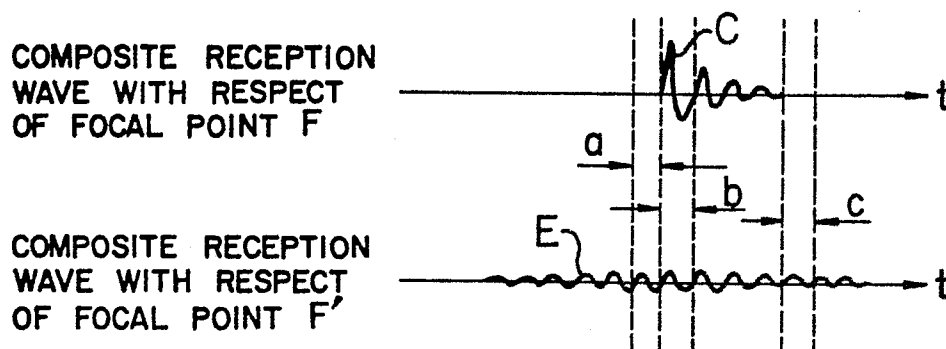 COMPOSITE RECEPTION
WAVE WITH RESPECT
OF FOCAL POINT F
C
t
a
b
c
COMPOSITE RECEPTION
WAVE WITH RESPECT
OF FOCAL POINT F'
E
t